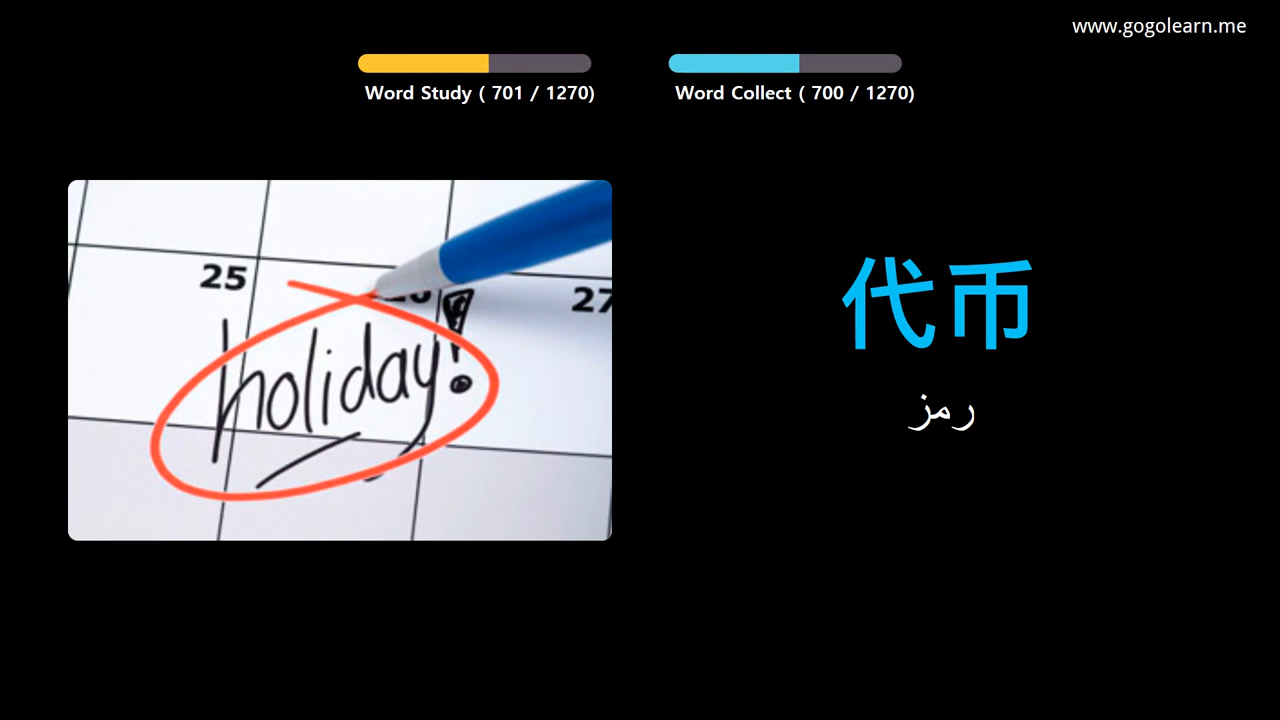 www.gogolearn.me
Word Study ( 701 / 1270)
Word Collect ( 700 / 1270)
25
27
holiday!
代币
رمز